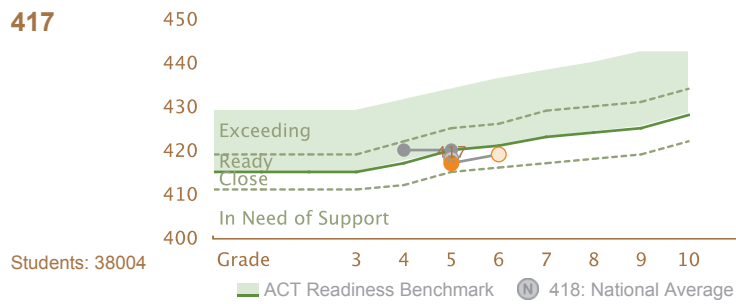 417
450
440
430
420
410
400
Exceeding
Ready
Close
In Need of Support
417
Students: 38004
Grade 3 4 5 6 7 8 9 10
ACT Readiness Benchmark N 418: National Average